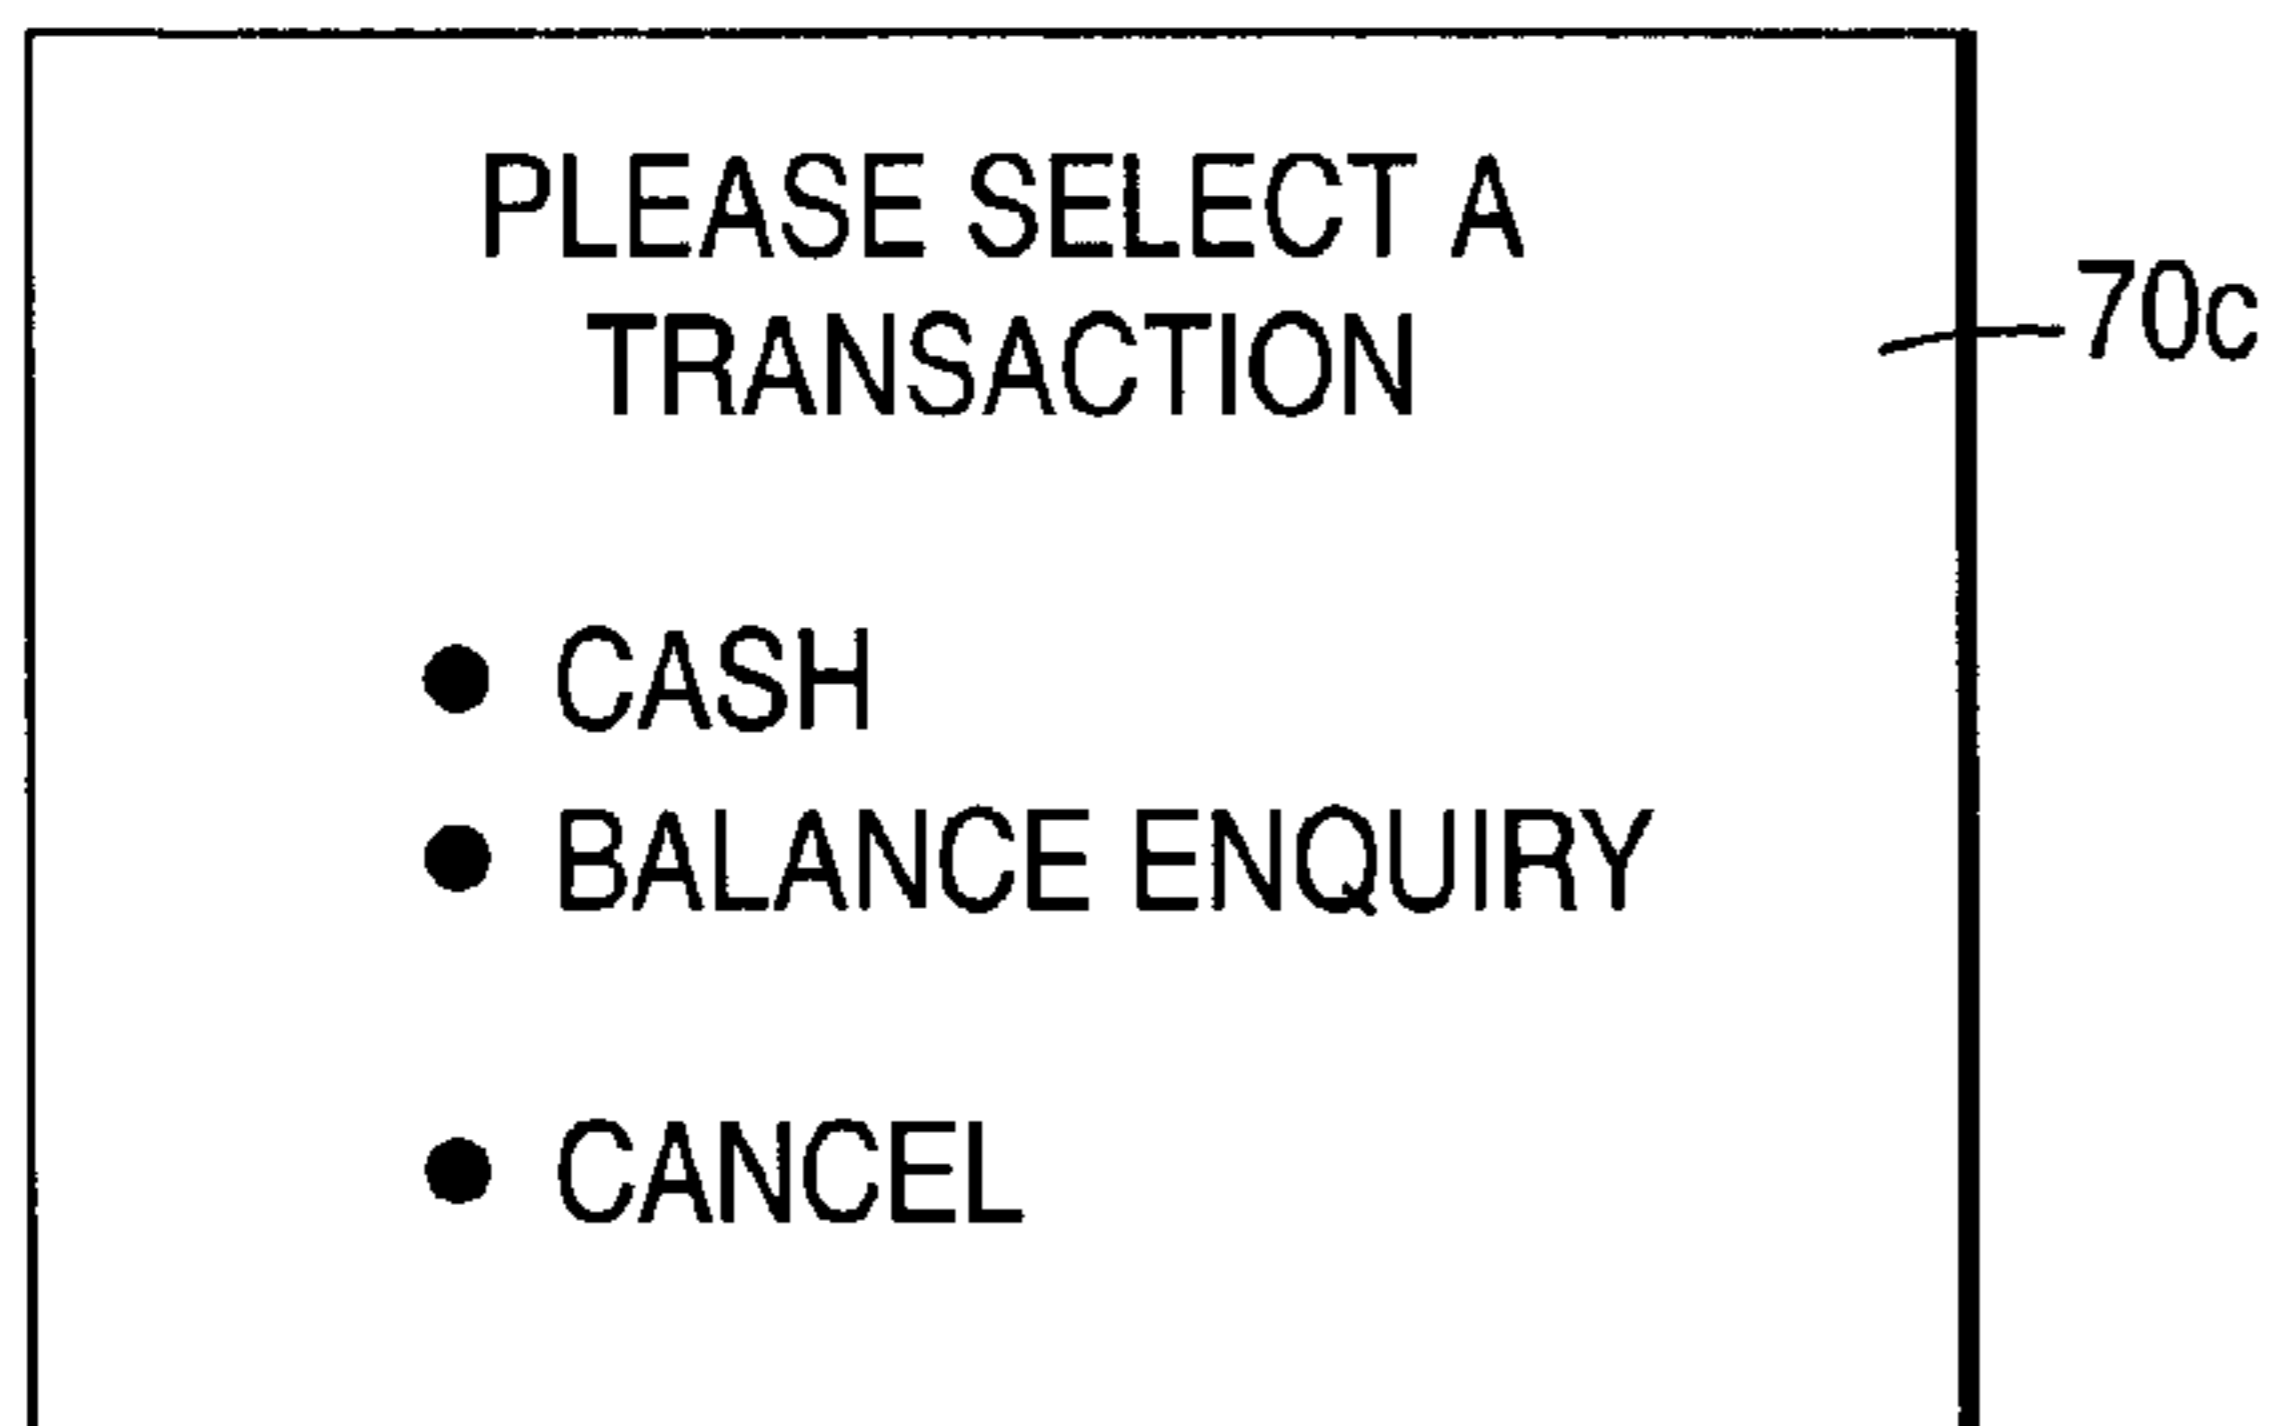 PLEASE SELECT A
TRANSACTION
70c
● CASH
● BALANCE ENQUIRY
● CANCEL